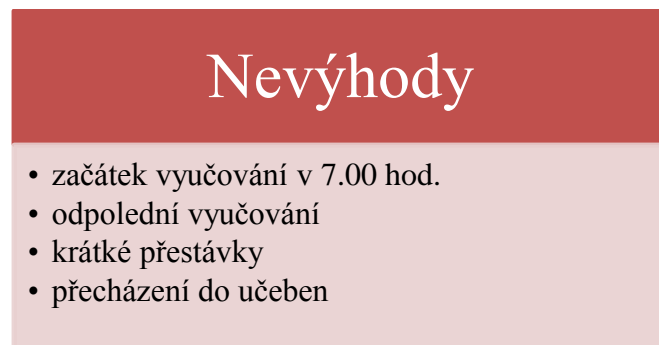 Nevýhody
• začátek vyučování v 7.00 hod.
• odpolední vyučování
• krátké přestávky
• přecházení do učeben